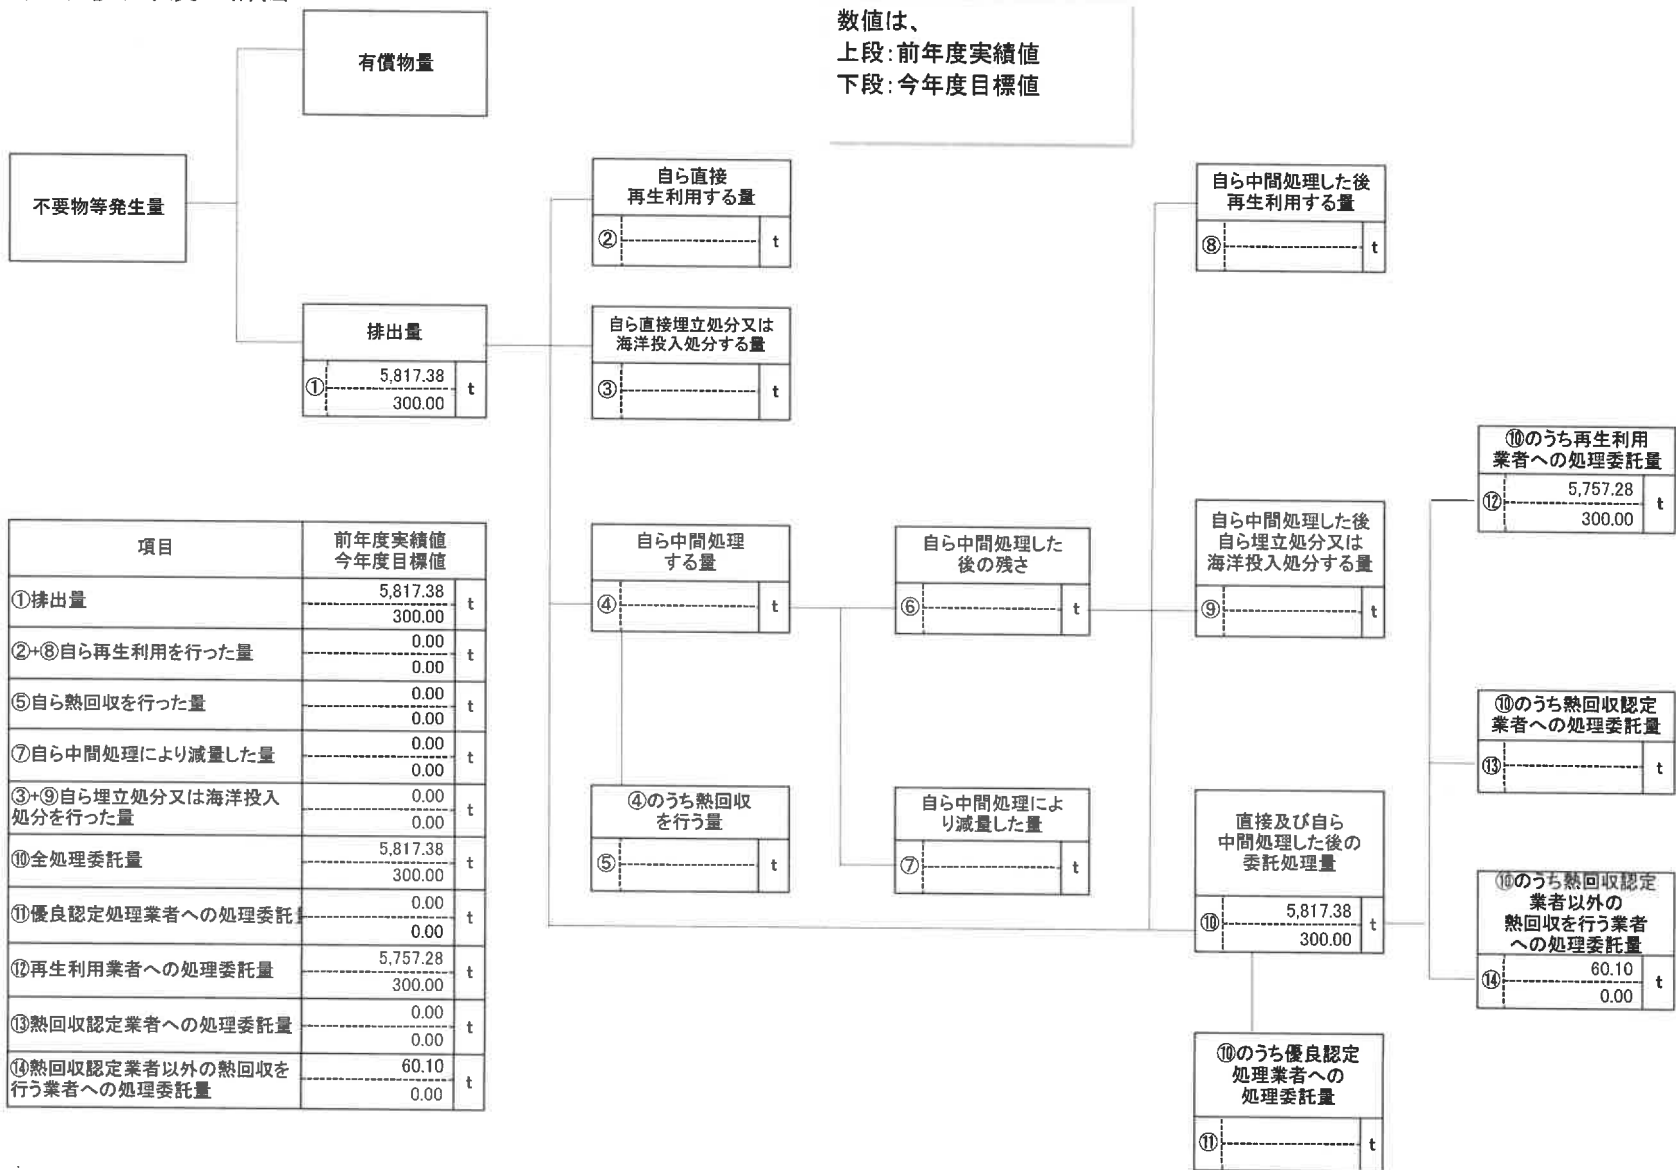 数値は、
上段:前年度実績値
下段:今年度目標値
有償物量
不要物等発生量
排出量
① 5,817.38 t
300.00
自ら直接
再生利用する量
② t
自ら直接埋立処分又は
海洋投入処分する量
③ t
自ら中間処理
する量
④ t
④のうち熱回収
を行う量
⑤ t
自ら中間処理した
後の残さ
⑥ t
自ら中間処理によ
り減量した量
⑦ t
自ら中間処理した後
再生利用する量
⑧ t
自ら中間処理した後
自ら埋立処分又は
海洋投入処分する量
⑨ t
直接及び自ら
中間処理した後の
委託処理量
⑩ 5,817.38 t
300.00
⑩のうち優良認定
処理業者への
処理委託量
⑪ t
⑩のうち再生利用
業者への処理委託量
⑫ 5,757.28 t
300.00
⑩のうち熱回収認定
業者への処理委託量
⑬ t
⑩のうち熱回収認定
業者以外の
熱回収を行う業者
への処理委託量
⑭ 60.10 t
0.00
項目 前年度実績値
今年度目標値
①排出量 5,817.38 t
300.00
②+⑧自ら再生利用を行った量 0.00 t
0.00
⑤自ら熱回収を行った量 0.00 t
0.00
⑦自ら中間処理により減量した量 0.00 t
0.00
③+⑨自ら埋立処分又は海洋投入
処分を行った量 0.00 t
0.00
⑩全処理委託量 5,817.38 t
300.00
⑪優良認定処理業者への処理委託 0.00 t
0.00
⑫再生利用業者への処理委託量 5,757.28 t
300.00
⑬熱回収認定業者への処理委託量 0.00 t
0.00
⑭熱回収認定業者以外の熱回収を
行う業者への処理委託量 60.10 t
0.00